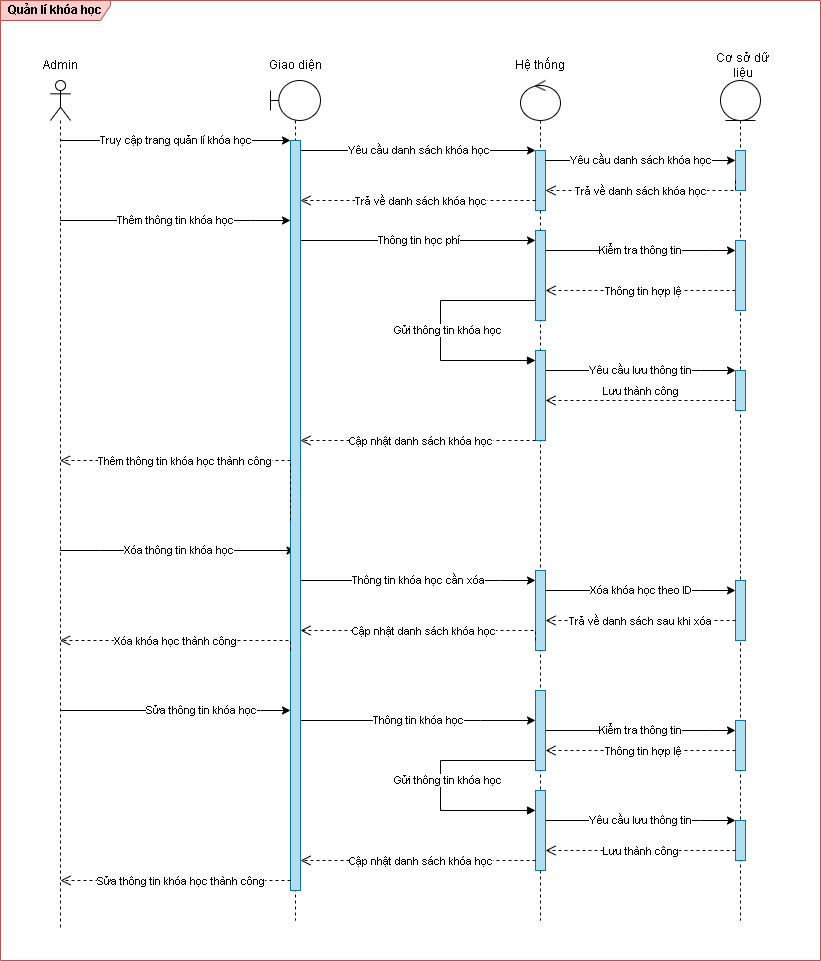 Quản lí khóa học
Admin
Giao diện
Hệ thống
Cơ sở dữ
liệu
Truy cập trang quản lí khóa học
Yêu cầu danh sách khóa học
Yêu cầu danh sách khóa học
Trả về danh sách khóa học
Trả về danh sách khóa học
Thêm thông tin khóa học
Thông tin học phí
Kiểm tra thông tin
Thông tin hợp lệ
Gửi thông tin khóa học
Yêu cầu lưu thông tin
Lưu thành công
Cập nhật danh sách khóa học
Thêm thông tin khóa học thành công
Xóa thông tin khóa học
Thông tin khóa học cần xóa
Xóa khóa học theo ID
Trả về danh sách sau khi xóa
Cập nhật danh sách khóa học
Xóa khóa học thành công
Sửa thông tin khóa học
Thông tin khóa học
Kiểm tra thông tin
Thông tin hợp lệ
Gửi thông tin khóa học
Yêu cầu lưu thông tin
Lưu thành công
Cập nhật danh sách khóa học
Sửa thông tin khóa học thành công